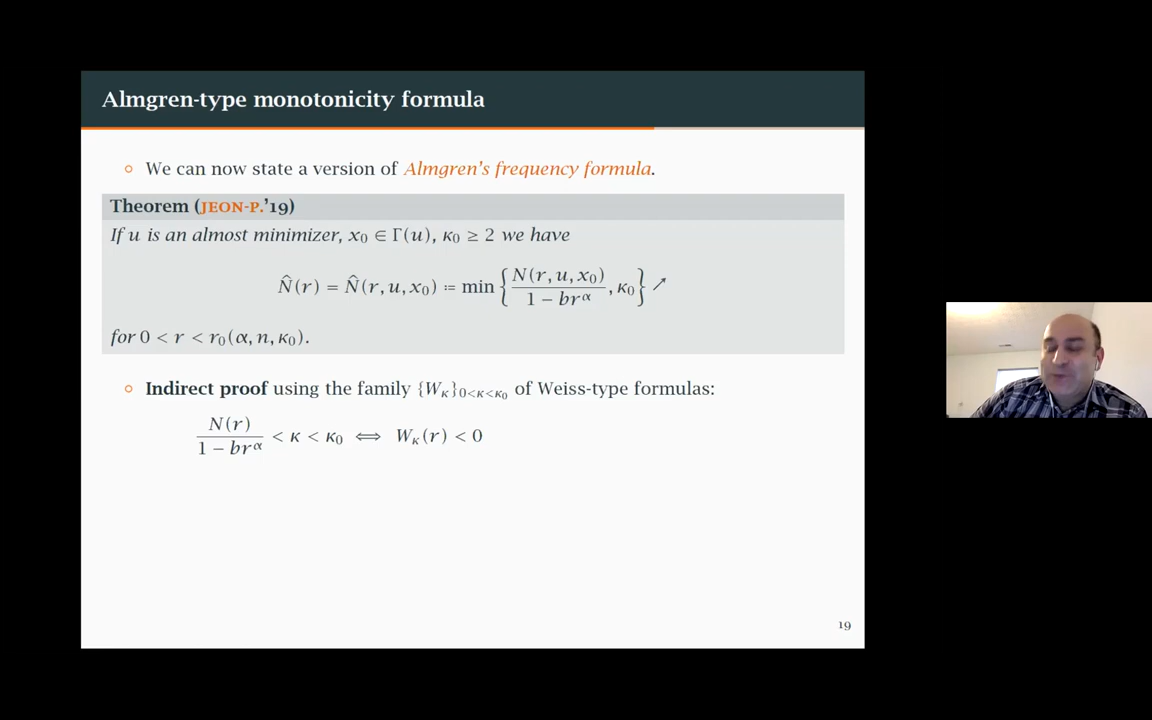 Almgren-type monotonicity formula
◦ We can now state a version of Almgren's frequency formula.
Theorem (JEON-P.'19)
If u is an almost minimizer, x₀ ∈ Γ(u), κ₀ ≥ 2 we have
N̂(r) = N̂(r, u, x₀) := min { N(r, u, x₀) / 1 − br^α , κ₀ } ↗
for 0 < r < r₀(α, n, κ₀).
◦ Indirect proof using the family {W_κ}_{0<κ<κ₀} of Weiss-type formulas:
N(r) / 1 − br^α < κ < κ₀ ⟺ W_κ(r) < 0
19